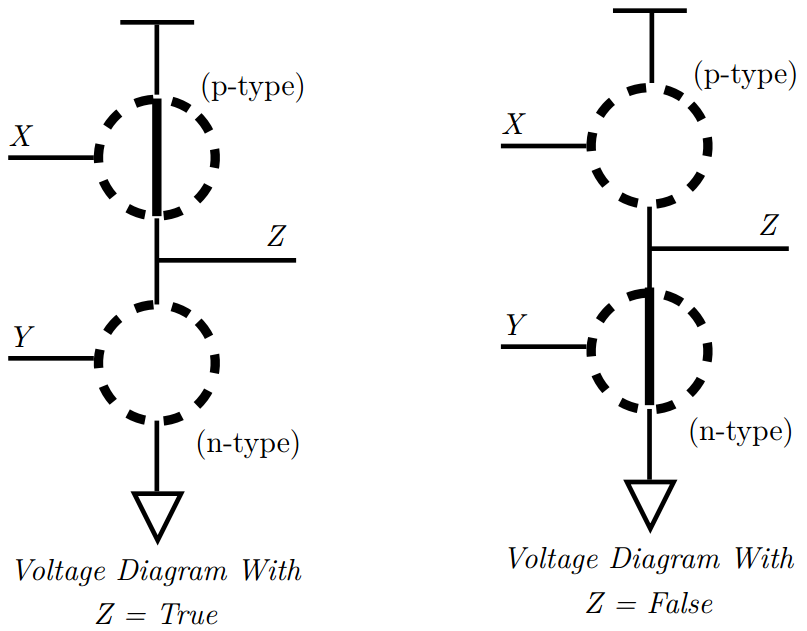 (p-type)
X
Z
Y
(n-type)
Voltage Diagram With
Z = True
(p-type)
X
Z
Y
(n-type)
Voltage Diagram With
Z = False